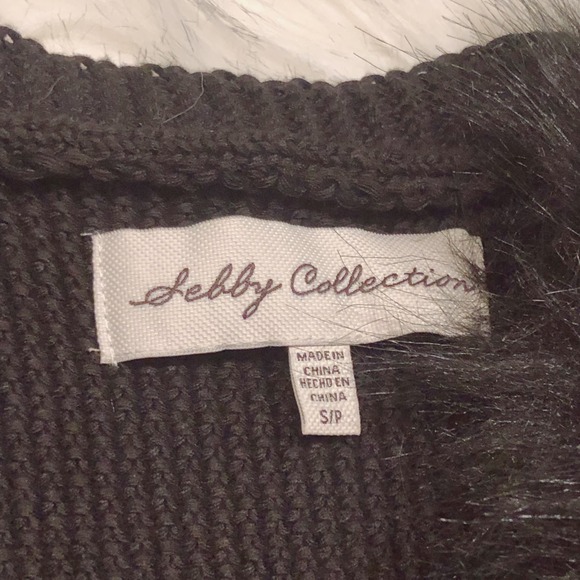 Sebby Collection
MADE IN
CHINA
HECHO EN
CHINA
S/P